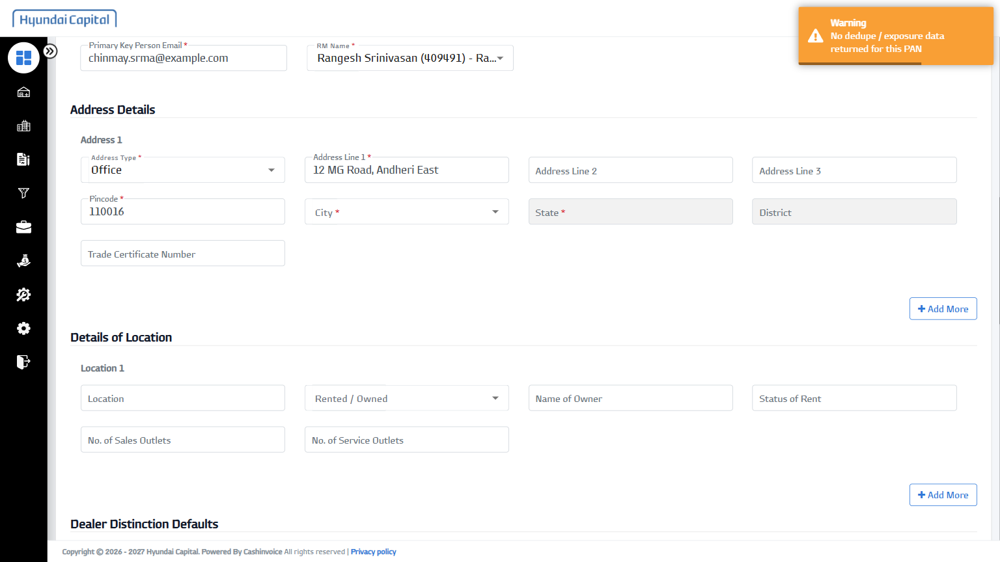 Hyundai Capital
Warning
No dedupe / exposure data
returned for this PAN
Primary Key Person Email *
chinmay.srma@example.com
RM Name *
Rangesh Srinivasan (409491) - Ra...
Address Details
Address 1
Address Type *
Office
Address Line 1 *
12 MG Road, Andheri East
Address Line 2
Address Line 3
Pincode *
110016
City *
State *
District
Trade Certificate Number
+ Add More
Details of Location
Location 1
Location
Rented / Owned
Name of Owner
Status of Rent
No. of Sales Outlets
No. of Service Outlets
+ Add More
Dealer Distinction Defaults
Copyright © 2026 - 2027 Hyundai Capital. Powered By Cashinvoice All rights reserved | Privacy policy